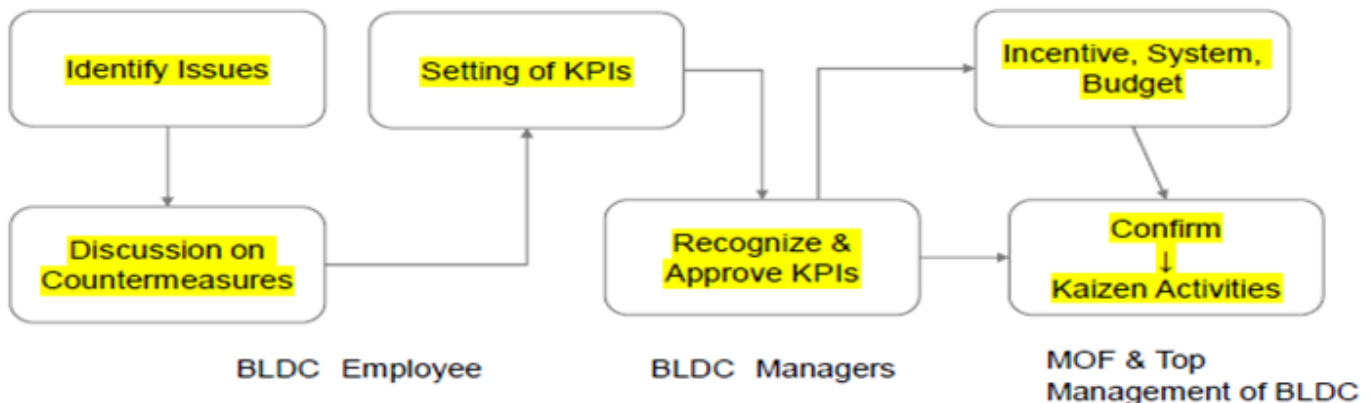 Identify Issues
Discussion on
Countermeasures
Setting of KPIs
Recognize &
Approve KPIs
Incentive, System,
Budget
Confirm
↓
Kaizen Activities
BLDC Employee
BLDC Managers
MOF & Top
Management of BLDC